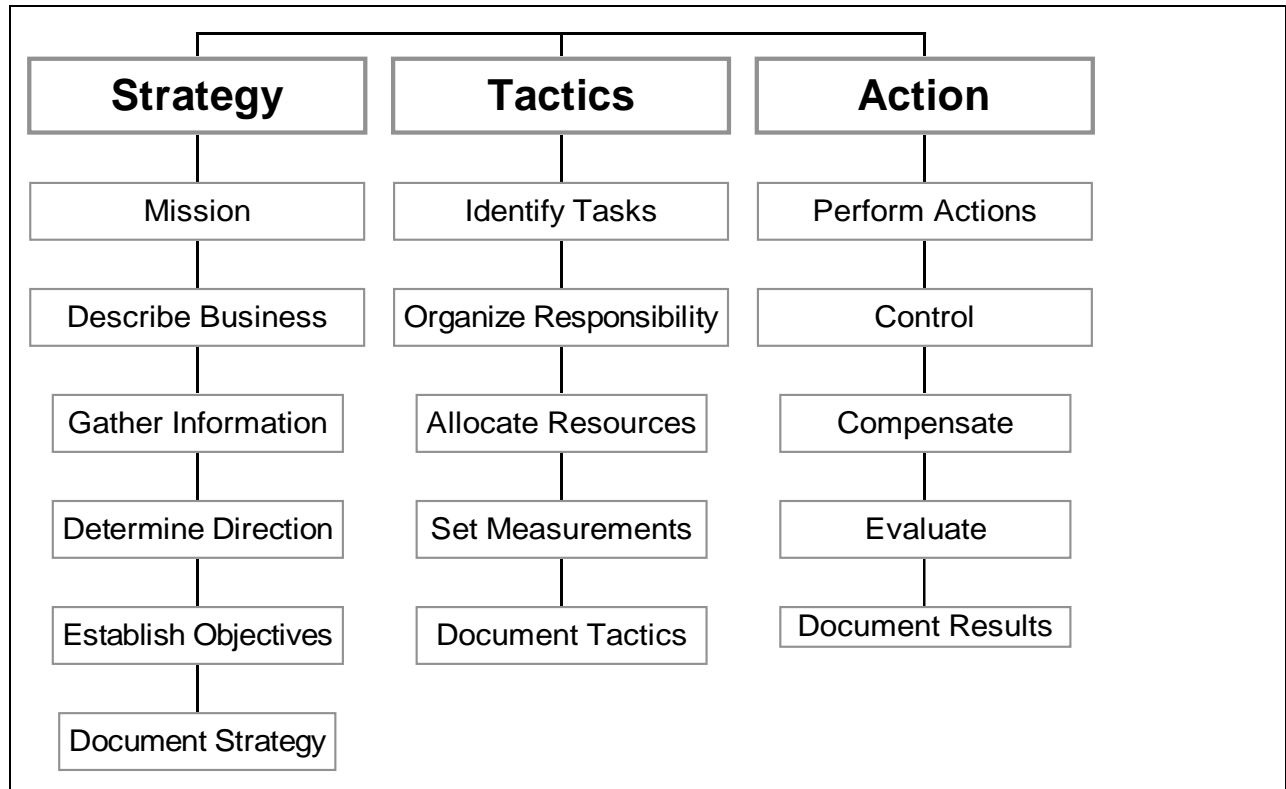 Strategy
Mission
Describe Business
Gather Information
Determine Direction
Establish Objectives
Document Strategy
Tactics
Identify Tasks
Organize Responsibility
Allocate Resources
Set Measurements
Document Tactics
Action
Perform Actions
Control
Compensate
Evaluate
Document Results